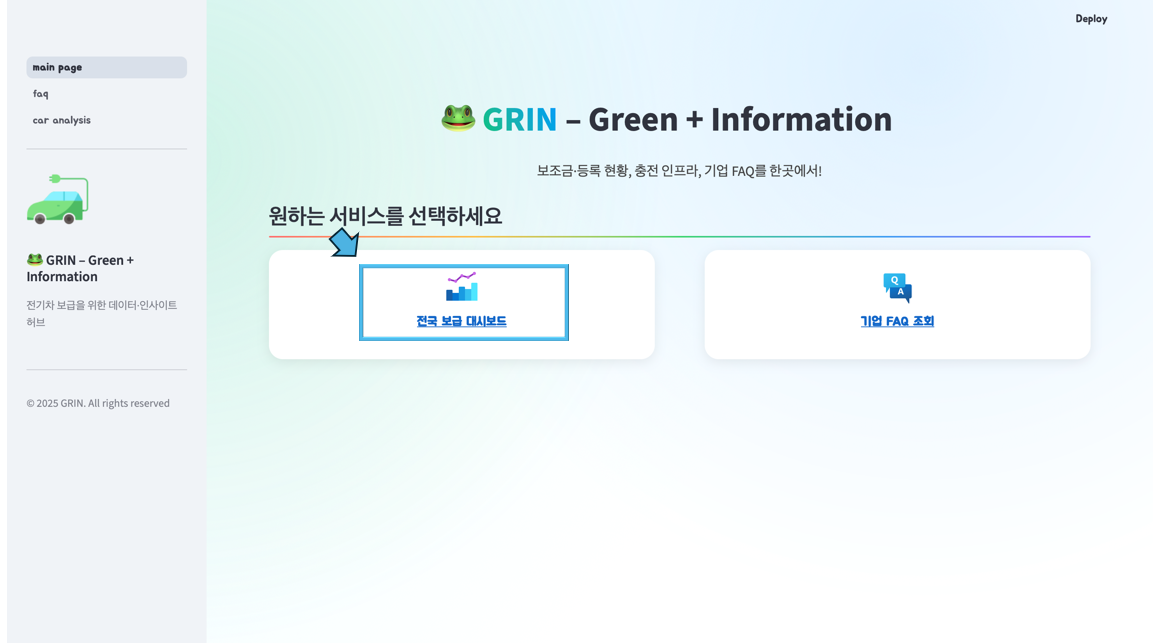 Deploy
main page
faq
car analysis
🐸 GRIN – Green +
Information
전기차 보급을 위한 데이터·인사이트
허브
© 2025 GRIN. All rights reserved
🐸 GRIN – Green + Information
보조금·등록 현황, 충전 인프라, 기업 FAQ를 한곳에서!
원하는 서비스를 선택하세요
전국 보급 대시보드
Q
A
기업 FAQ 조회